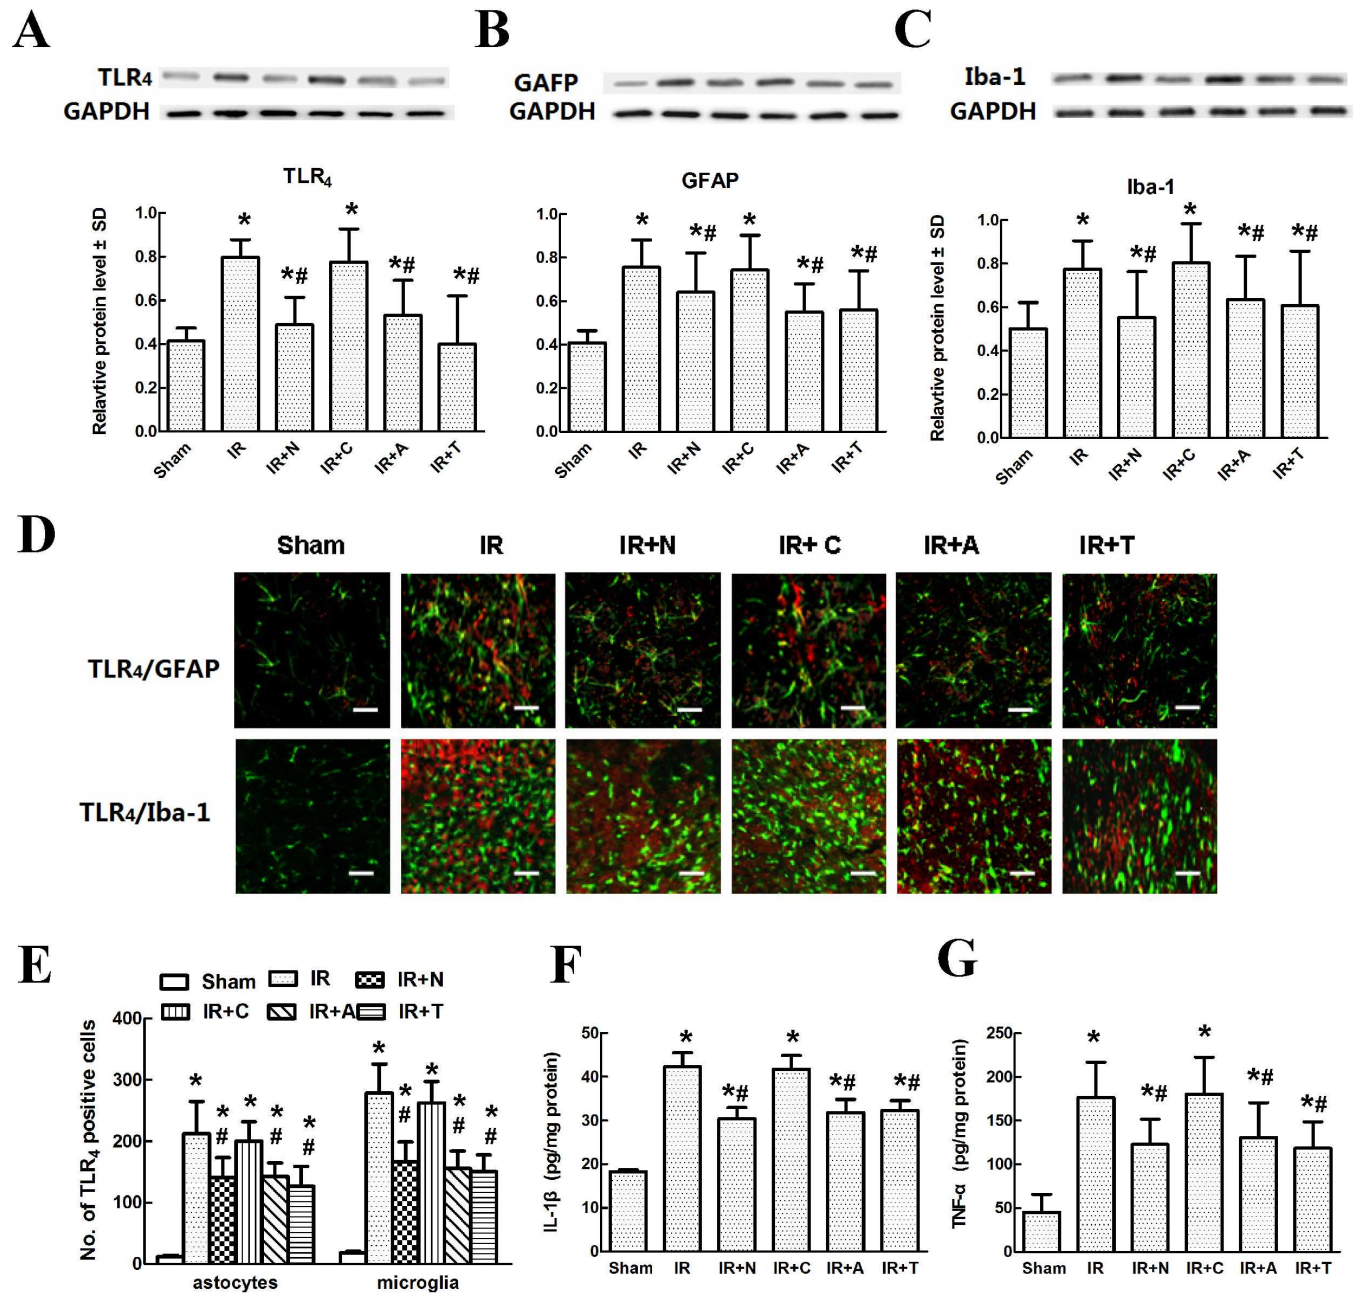 A
B
C
TLR4
GAPDH
GAFP
GAPDH
Iba-1
GAPDH
TLR4
Relavtive protein level ± SD
1.0
0.8
0.6
0.4
0.2
0.0
*
*#
*
*#
*#
Sham
IR
IR+N
IR+C
IR+A
IR+T
GFAP
1.0
0.8
0.6
0.4
0.2
0.0
*
*#
*
*#
*#
Sham
IR
IR+N
IR+C
IR+A
IR+T
Iba-1
Relavtive protein level ± SD
1.0
0.8
0.6
0.4
0.2
0.0
*
*#
*
*#
*#
Sham
IR
IR+N
IR+C
IR+A
IR+T
D
Sham
IR
IR+N
IR+ C
IR+A
IR+T
TLR4/GFAP
TLR4/Iba-1
E
Sham
IR
IR+N
IR+C
IR+A
IR+T
No. of TLR4 positive cells
400
300
200
100
0
*
*
#
*
*
#
*
#
*
*
#
*
*
#
*
#
astocytes
microglia
F
IL-1β (pg/mg protein)
50
40
30
20
10
0
*
*#
*
*#
*#
Sham
IR
IR+N
IR+C
IR+A
IR+T
G
TNF-α (pg/mg protein)
250
200
150
100
50
0
*
*#
*
*#
*#
Sham
IR
IR+N
IR+C
IR+A
IR+T